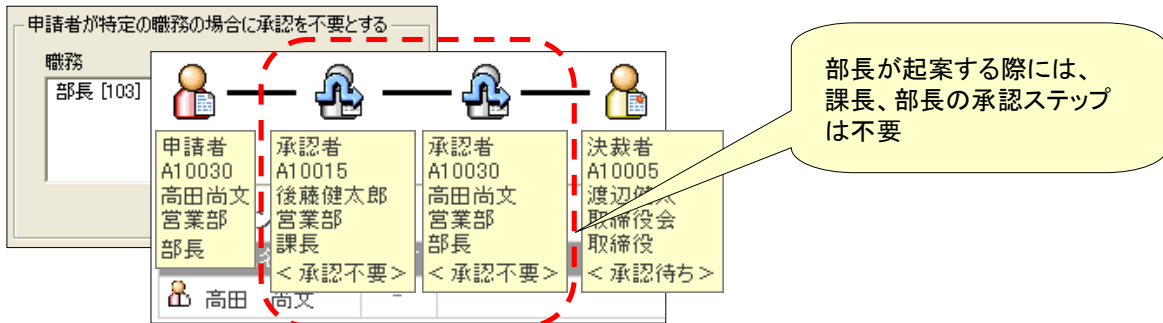 申請者が特定の職務の場合に承認を不要とする
職務
部長 [103]
申請者
A10030
高田尚文
営業部
部長
承認者
A10015
後藤健太郎
営業部
課長
<承認不要>
承認者
A10030
高田尚文
営業部
部長
<承認不要>
決裁者
A10005
渡辺健太
取締役会
取締役
<承認待ち>
高田 尚文
-
部長が起案する際には、
課長、部長の承認ステップ
は不要